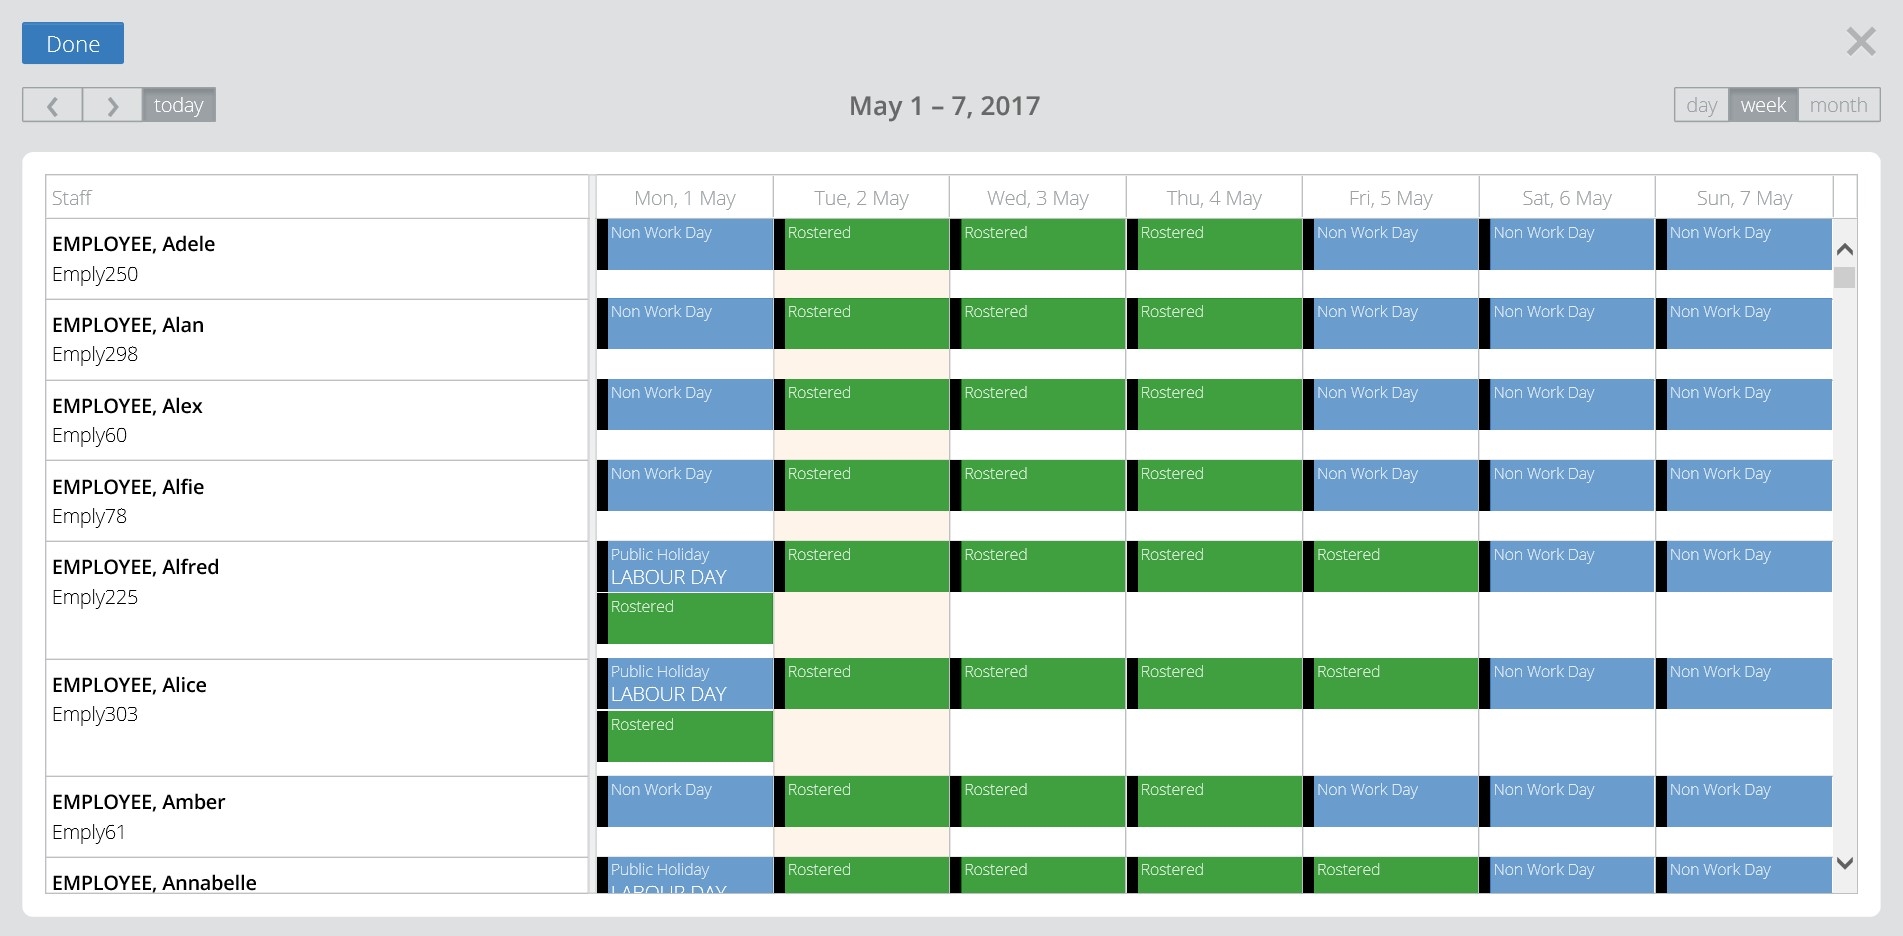 Done
today
May 1 – 7, 2017
day week month
Staff Mon, 1 May Tue, 2 May Wed, 3 May Thu, 4 May Fri, 5 May Sat, 6 May Sun, 7 May
EMPLOYEE, Adele
Emply250
Non Work Day Rostered Rostered Rostered Non Work Day Non Work Day Non Work Day
EMPLOYEE, Alan
Emply298
Non Work Day Rostered Rostered Rostered Non Work Day Non Work Day Non Work Day
EMPLOYEE, Alex
Emply60
Non Work Day Rostered Rostered Rostered Non Work Day Non Work Day Non Work Day
EMPLOYEE, Alfie
Emply78
Non Work Day Rostered Rostered Rostered Non Work Day Non Work Day Non Work Day
EMPLOYEE, Alfred
Emply225
Public Holiday Rostered Rostered Rostered Rostered Non Work Day Non Work Day
LABOUR DAY
Rostered
EMPLOYEE, Alice
Emply303
Public Holiday Rostered Rostered Rostered Rostered Non Work Day Non Work Day
LABOUR DAY
Rostered
EMPLOYEE, Amber
Emply61
Non Work Day Rostered Rostered Rostered Non Work Day Non Work Day Non Work Day
EMPLOYEE, Annabelle
Public Holiday Rostered Rostered Rostered Rostered Non Work Day Non Work Day
LABOUR DAY